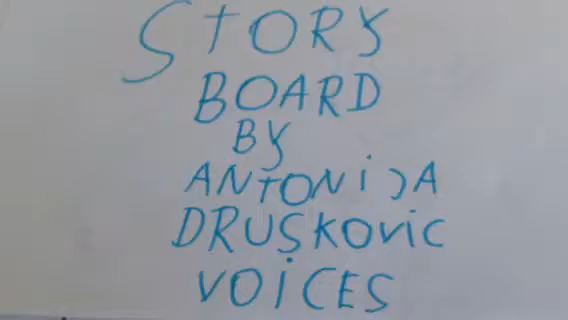 STORY
BOARD
BY
ANTONiJA
DRUSKOViC
VOiCES